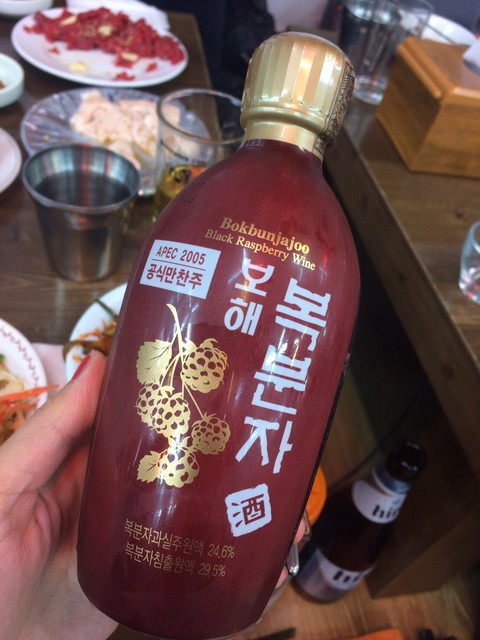 Bokbunjajoo
Black Raspberry Wine
APEC 2005
공식만찬주
보해
복분자
酒
복분자과실주원액 24.6%
복분자침출원액 29.5%